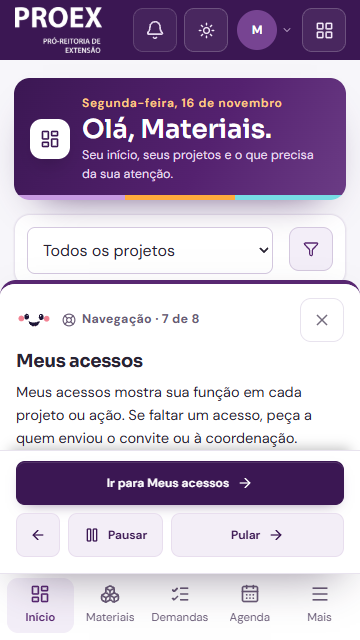 PROEX
PRÓ-REITORIA DE
EXTENSÃO
M
Segunda-feira, 16 de novembro
Olá, Materiais.
Seu início, seus projetos e o que precisa
da sua atenção.
Todos os projetos
Navegação · 7 de 8
Meus acessos
Meus acessos mostra sua função em cada
projeto ou ação. Se faltar um acesso, peça a
quem enviou o convite ou à coordenação.
Ir para Meus acessos
Pausar
Pular
Início
Materiais
Demandas
Agenda
Mais